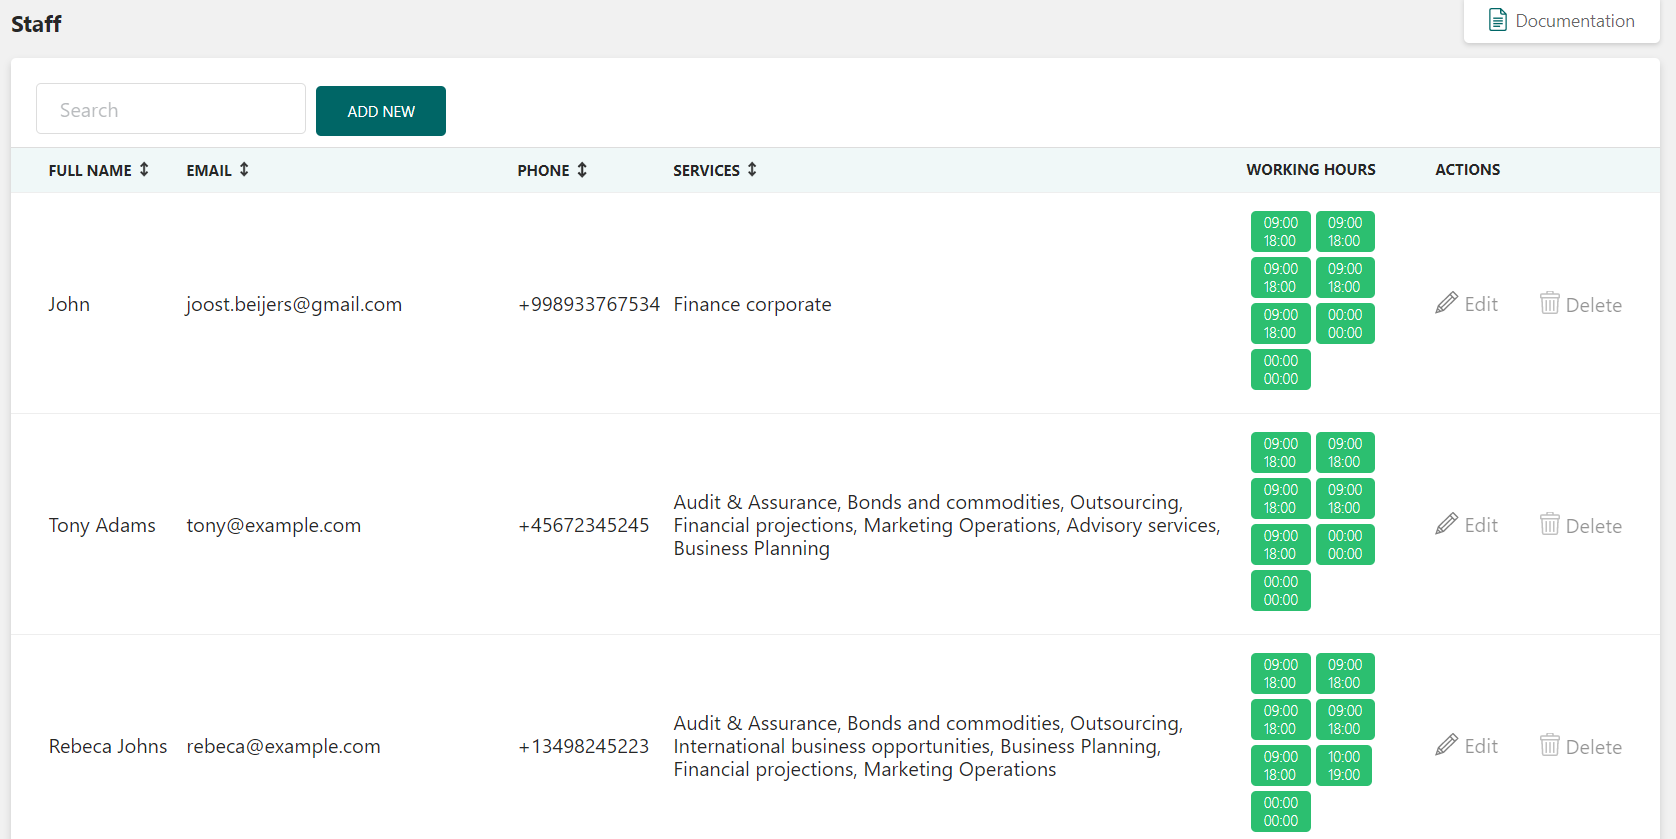 Staff
Documentation
Search
ADD NEW
FULL NAME EMAIL PHONE SERVICES WORKING HOURS ACTIONS
09:00 09:00
18:00 18:00
09:00 09:00
18:00 18:00
John joost.beijers@gmail.com +998933767534 Finance corporate Edit Delete
09:00 00:00
18:00 00:00
00:00
00:00
09:00 09:00
18:00 18:00
09:00 09:00
18:00 18:00
Audit & Assurance, Bonds and commodities, Outsourcing,
Tony Adams tony@example.com +45672345245 Financial projections, Marketing Operations, Advisory services, Edit Delete
Business Planning
09:00 00:00
18:00 00:00
00:00
00:00
09:00 09:00
18:00 18:00
09:00 09:00
18:00 18:00
Audit & Assurance, Bonds and commodities, Outsourcing,
Rebeca Johns rebeca@example.com +13498245223 International business opportunities, Business Planning, Edit Delete
Financial projections, Marketing Operations
09:00 10:00
18:00 19:00
00:00
00:00